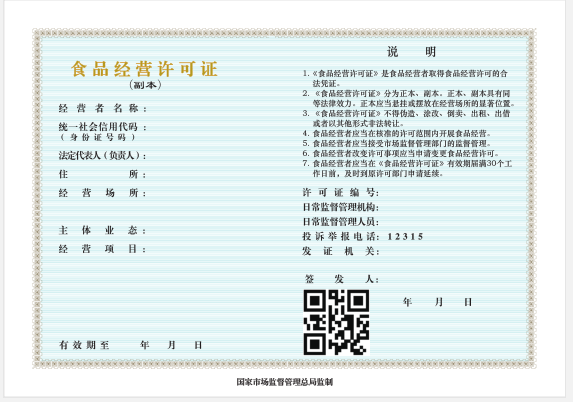 食品经营许可证
(副本)
经营者名称：
统一社会信用代码：
(身份证号码)
法定代表人(负责人)：
住所：
经营场所：
主体业态：
经营项目：
有效期至 年 月 日
说 明
1.《食品经营许可证》是食品经营者取得食品经营许可的合
法凭证。
2.《食品经营许可证》分为正本、副本。正本、副本具有同
等法律效力。正本应当悬挂或摆放在经营场所的显著位置。
3.《食品经营许可证》不得伪造、涂改、倒卖、出租、出借
或者以其他形式非法转让。
4.食品经营者应当在核准的许可范围内开展食品经营。
5.食品经营者应当接受市场监督管理部门的监督管理。
6.食品经营者改变许可事项应当申请变更食品经营许可。
7.食品经营者应当在《食品经营许可证》有效期届满30个工
作日前，及时到原许可部门申请延续。
许可证编号:
日常监督管理机构:
日常监督管理人员:
投诉举报电话: 12315
发证机关:
签发人:
年 月 日
国家市场监督管理总局监制